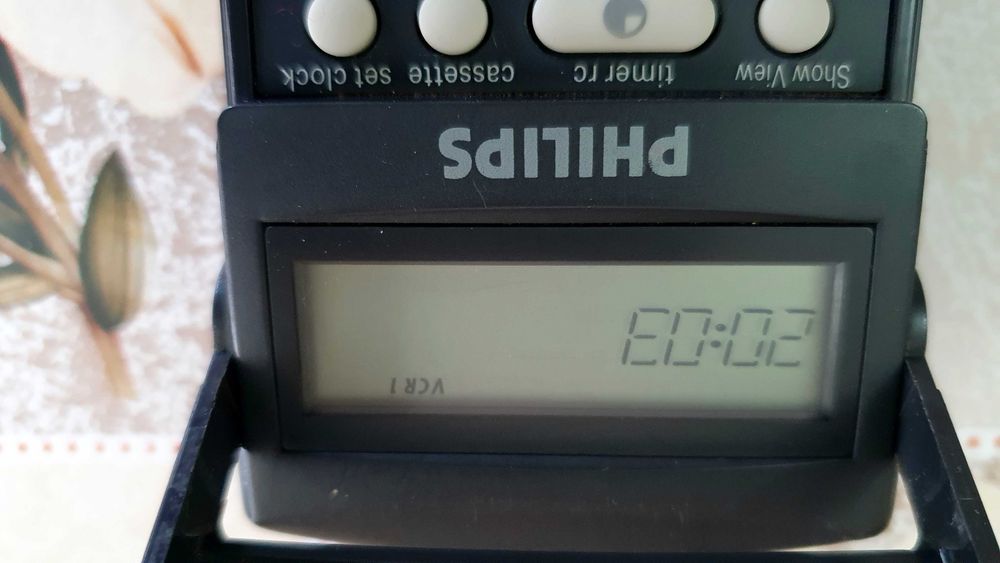 VCR 1
20:03
PHILIPS
Show View timer rc cassette set clock